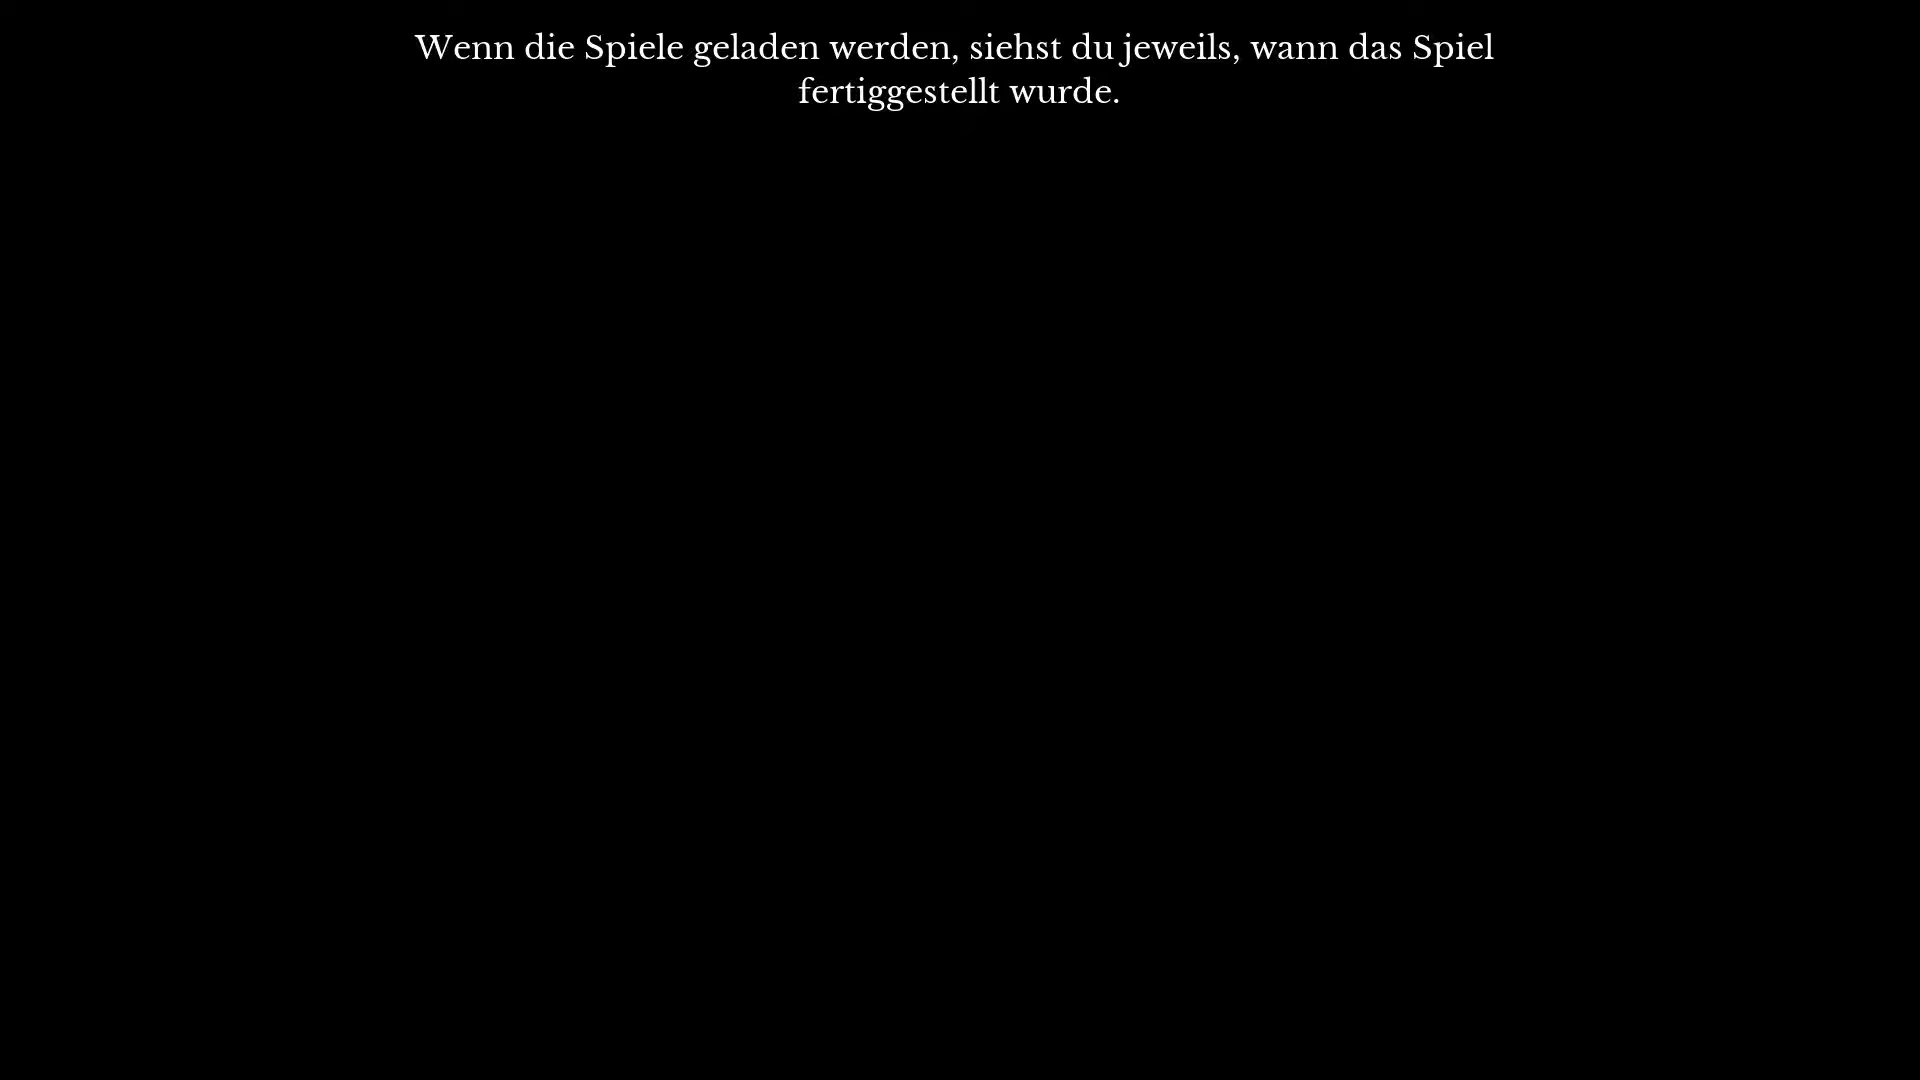 Wenn die Spiele geladen werden, siehst du jeweils, wann das Spiel
fertiggestellt wurde.